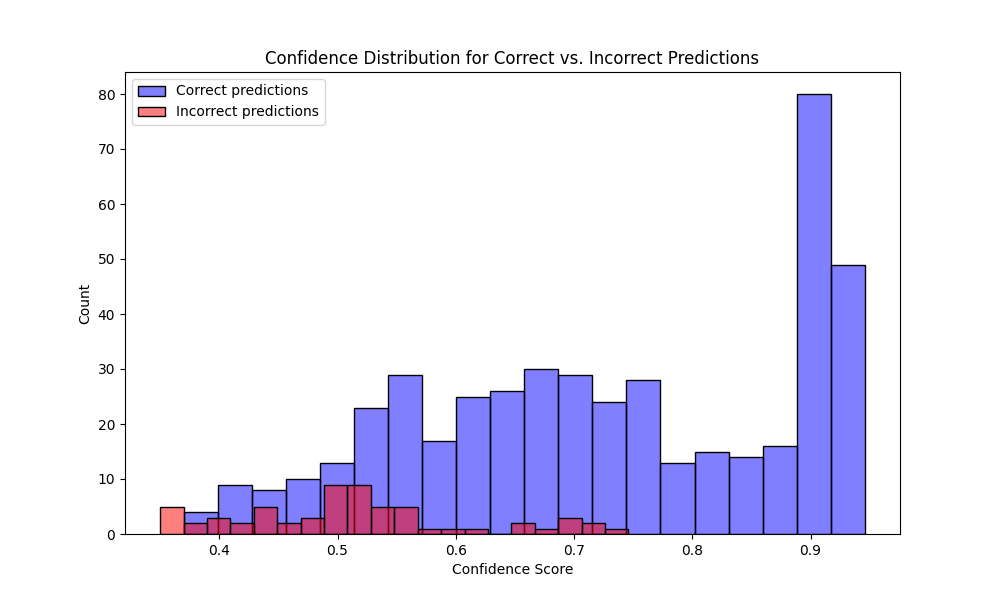 Confidence Distribution for Correct vs. Incorrect Predictions
Correct predictions
Incorrect predictions
80
70
60
50
40
30
20
10
0
Count
0.4 0.5 0.6 0.7 0.8 0.9
Confidence Score